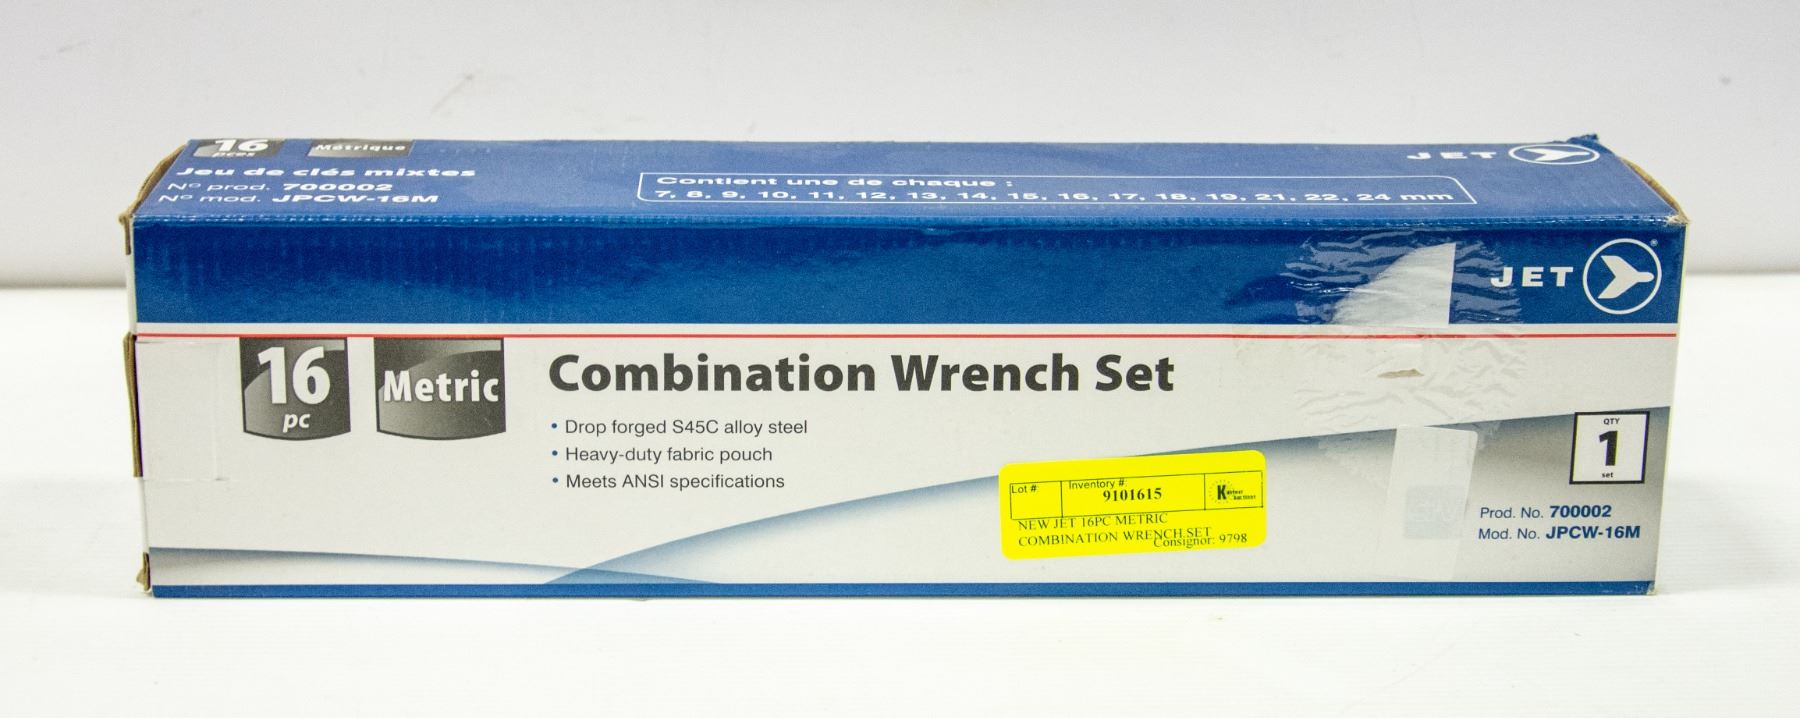 16
pces
Métrique
Jeu de clés mixtes
Nº prod. 700002
Nº mod. JPCW-16M
Contient une de chaque :
7, 8, 9, 10, 11, 12, 13, 14, 15, 16, 17, 18, 19, 21, 22, 24 mm
JET
JET ®
16
pc
Metric
Combination Wrench Set
• Drop forged S45C alloy steel
• Heavy-duty fabric pouch
• Meets ANSI specifications
QTY
1
set
Prod. No. 700002
Mod. No. JPCW-16M
Lot #:
Inventory #
9101615
NEW JET 16PC METRIC
COMBINATION WRENCH SET
Consignor: 9798